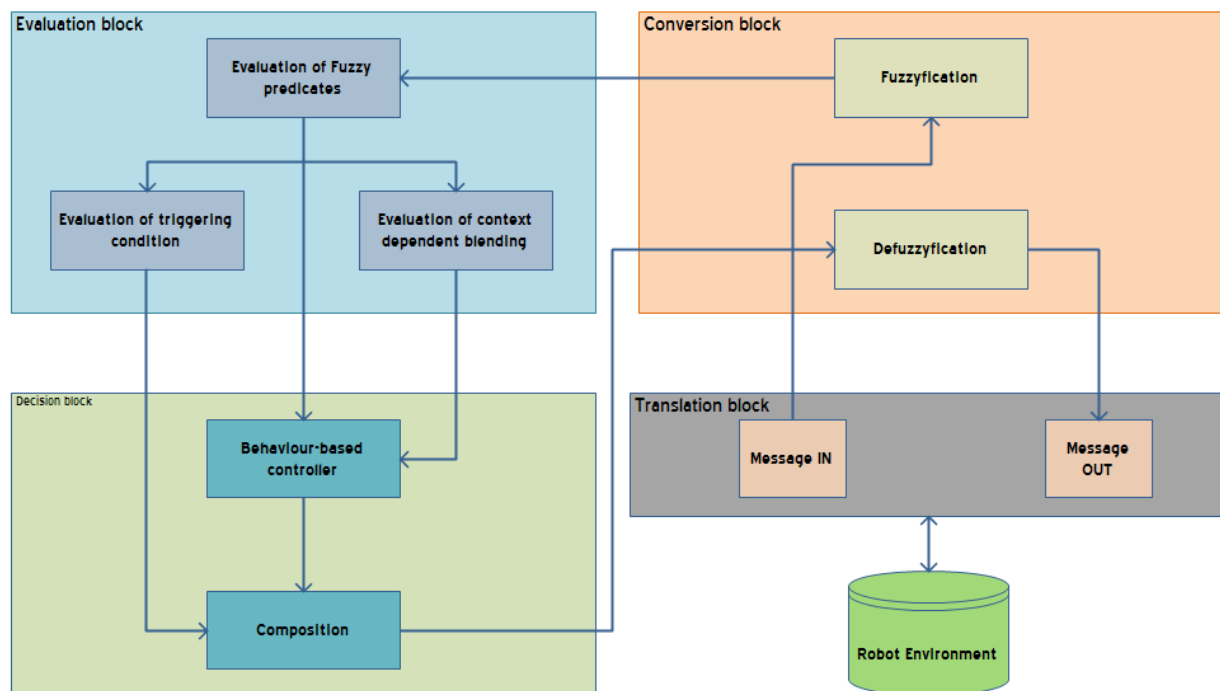 Evaluation block
Evaluation of Fuzzy
predicates
Evaluation of triggering
condition
Evaluation of context
dependent blending
Conversion block
Fuzzyfication
Defuzzyfication
Decision block
Behaviour-based
controller
Composition
Translation block
Message IN
Message
OUT
Robot Environment